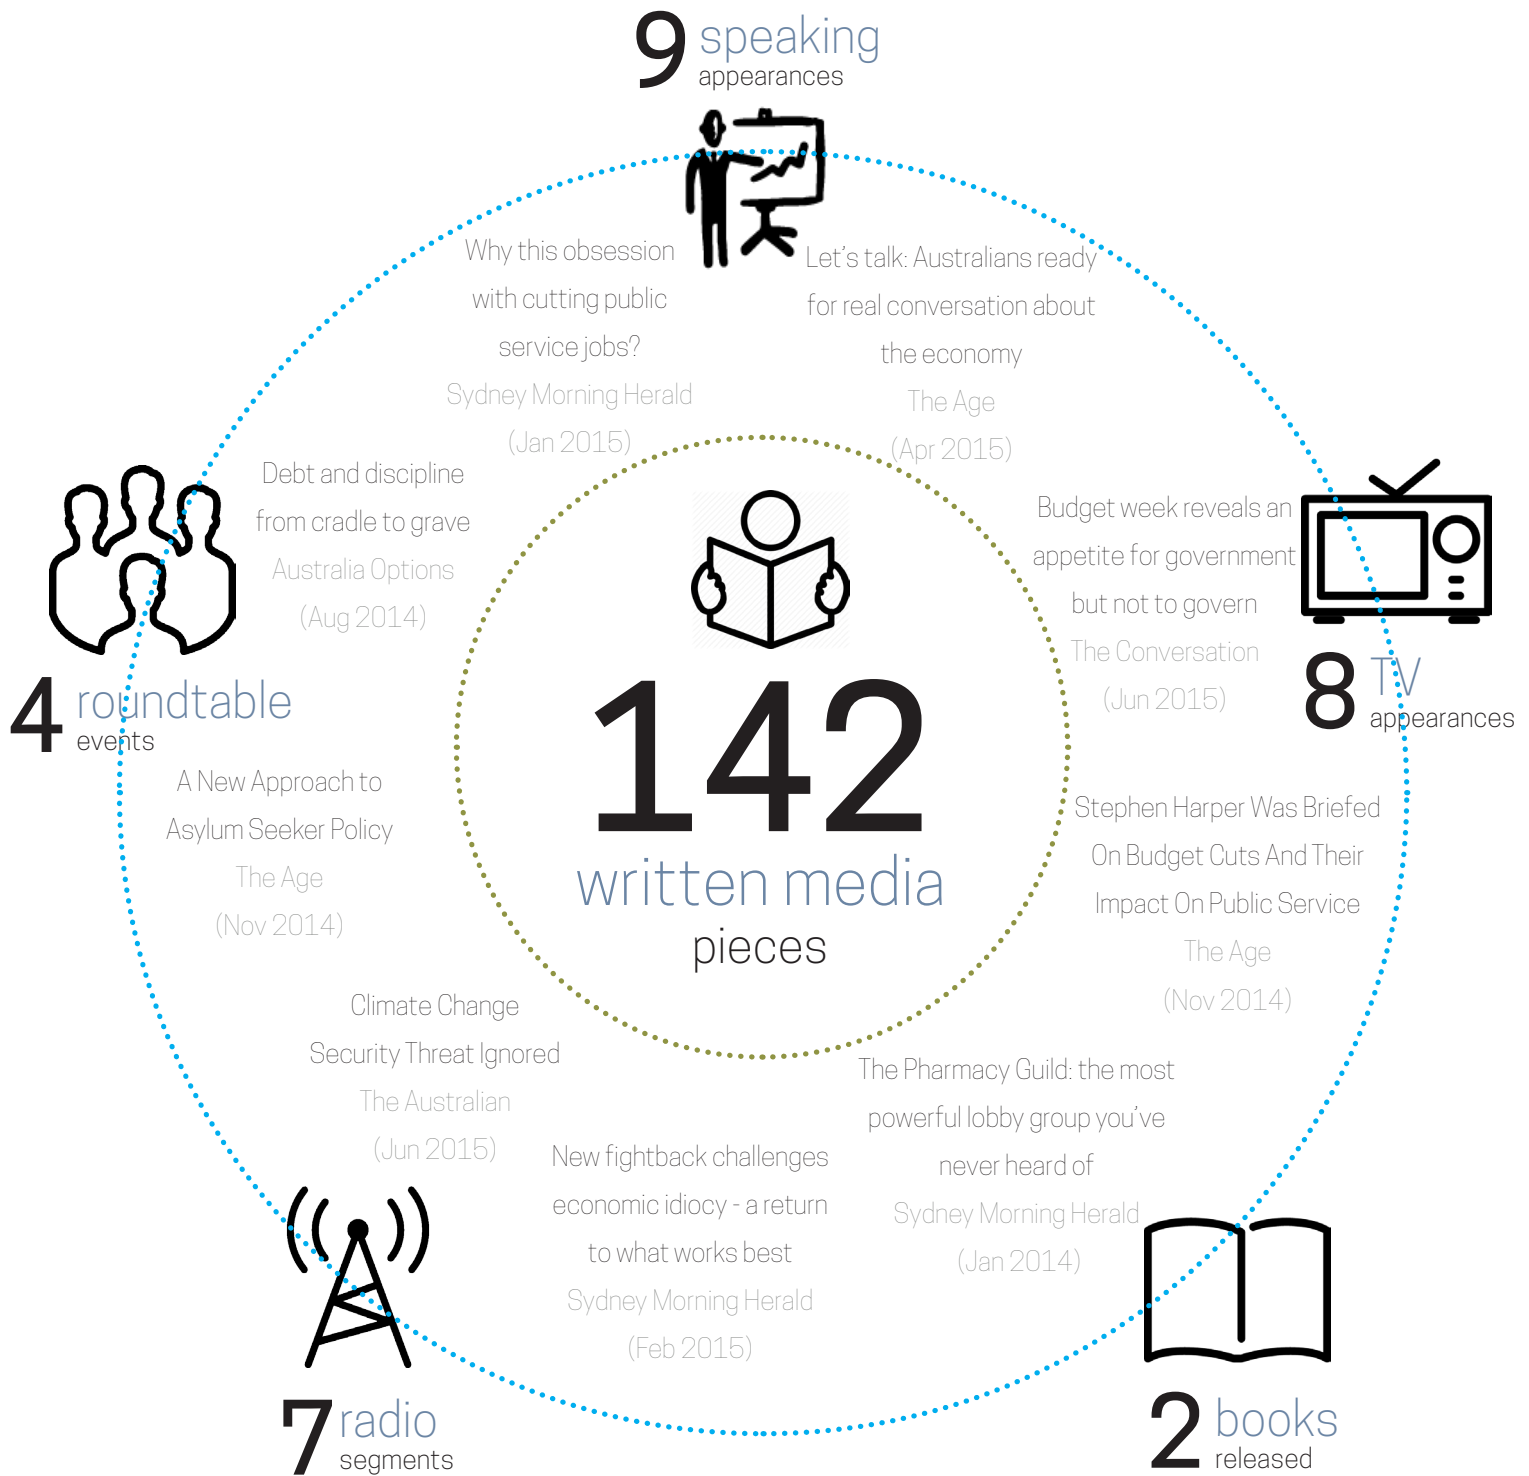 9 speaking
appearances
Why this obsession
with cutting public
service jobs?
Sydney Morning Herald
(Jan 2015)
Let's talk: Australians ready
for real conversation about
the economy
The Age
(Apr 2015)
Debt and discipline
from cradle to grave
Australia Options
(Aug 2014)
Budget week reveals an
appetite for government
but not to govern
The Conversation
(Jun 2015)
4 roundtable
events
8 TV
appearances
142
written media
pieces
A New Approach to
Asylum Seeker Policy
The Age
(Nov 2014)
Stephen Harper Was Briefed
On Budget Cuts And Their
Impact On Public Service
The Age
(Nov 2014)
Climate Change
Security Threat Ignored
The Australian
(Jun 2015)
New fightback challenges
economic idiocy - a return
to what works best
Sydney Morning Herald
(Feb 2015)
The Pharmacy Guild: the most
powerful lobby group you've
never heard of
Sydney Morning Herald
(Jan 2014)
7 radio
segments
2 books
released